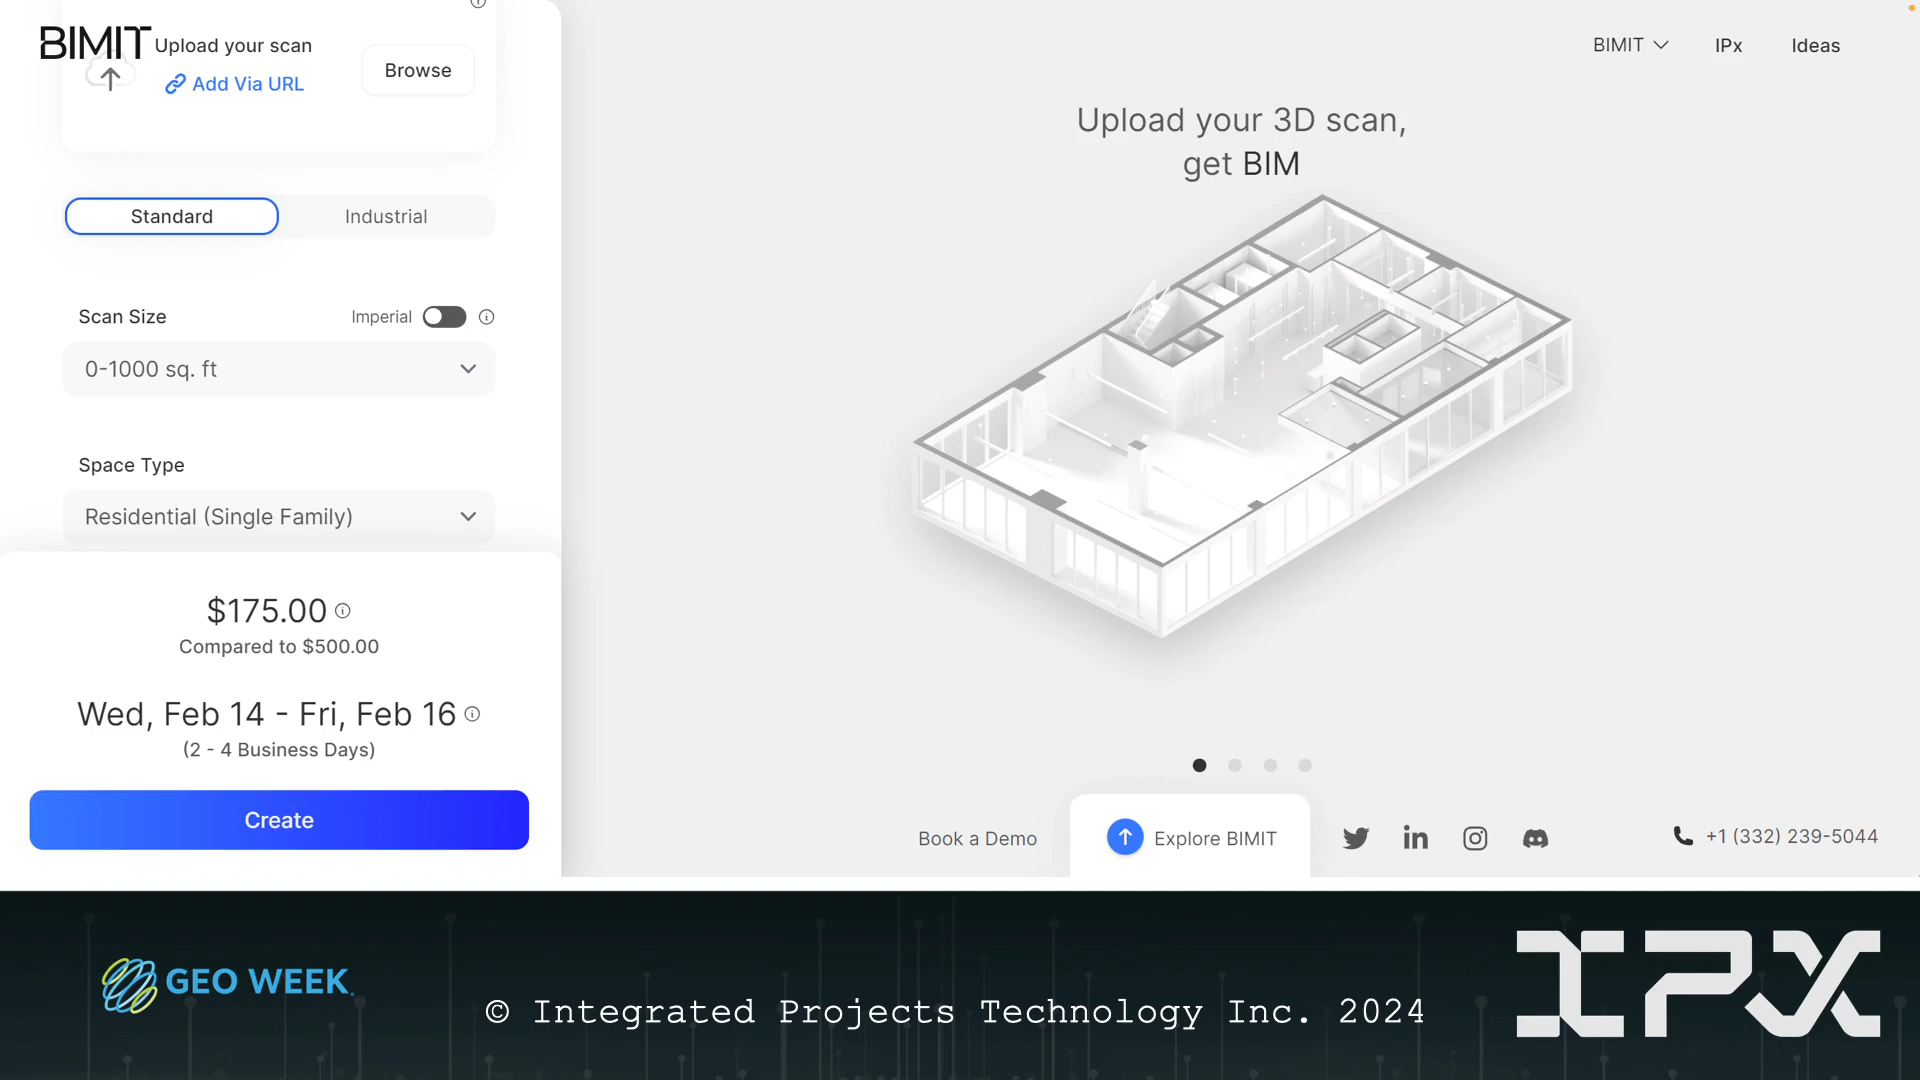 BIMIT
Upload your scan
Add Via URL
Browse
Standard
Industrial
Scan Size
Imperial
0-1000 sq. ft
Space Type
Residential (Single Family)
$175.00
Compared to $500.00
Wed, Feb 14 - Fri, Feb 16
(2 - 4 Business Days)
Create
BIMIT
IPx
Ideas
Upload your 3D scan,
get BIM
Book a Demo
Explore BIMIT
+1 (332) 239-5044
GEO WEEK
© Integrated Projects Technology Inc. 2024
IPX